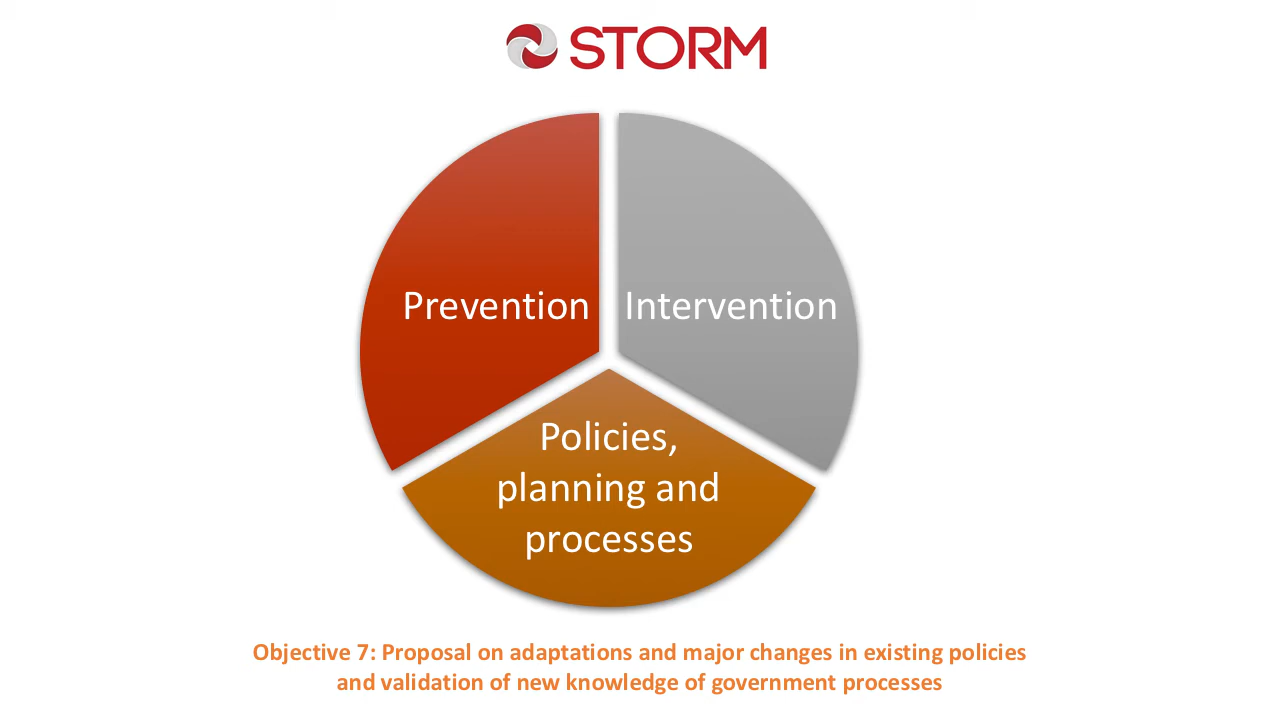 STORM
Prevention
Intervention
Policies,
planning and
processes
Objective 7: Proposal on adaptations and major changes in existing policies
and validation of new knowledge of government processes